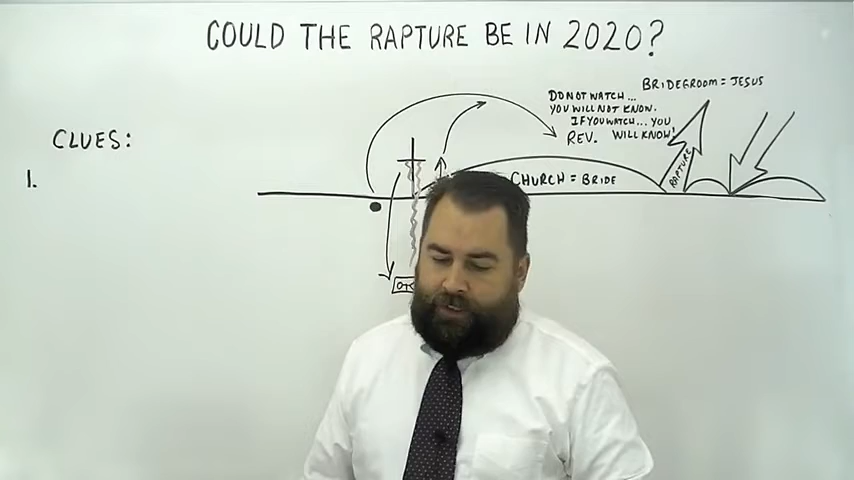 COULD THE RAPTURE BE IN 2020?
BRIDEGROOM = JESUS
DO NOT WATCH...
YOU WILL NOT KNOW.
IF YOU WATCH... YOU
REV. WILL KNOW!
CLUES:
RAPTURE
1.
CHURCH = BRIDE